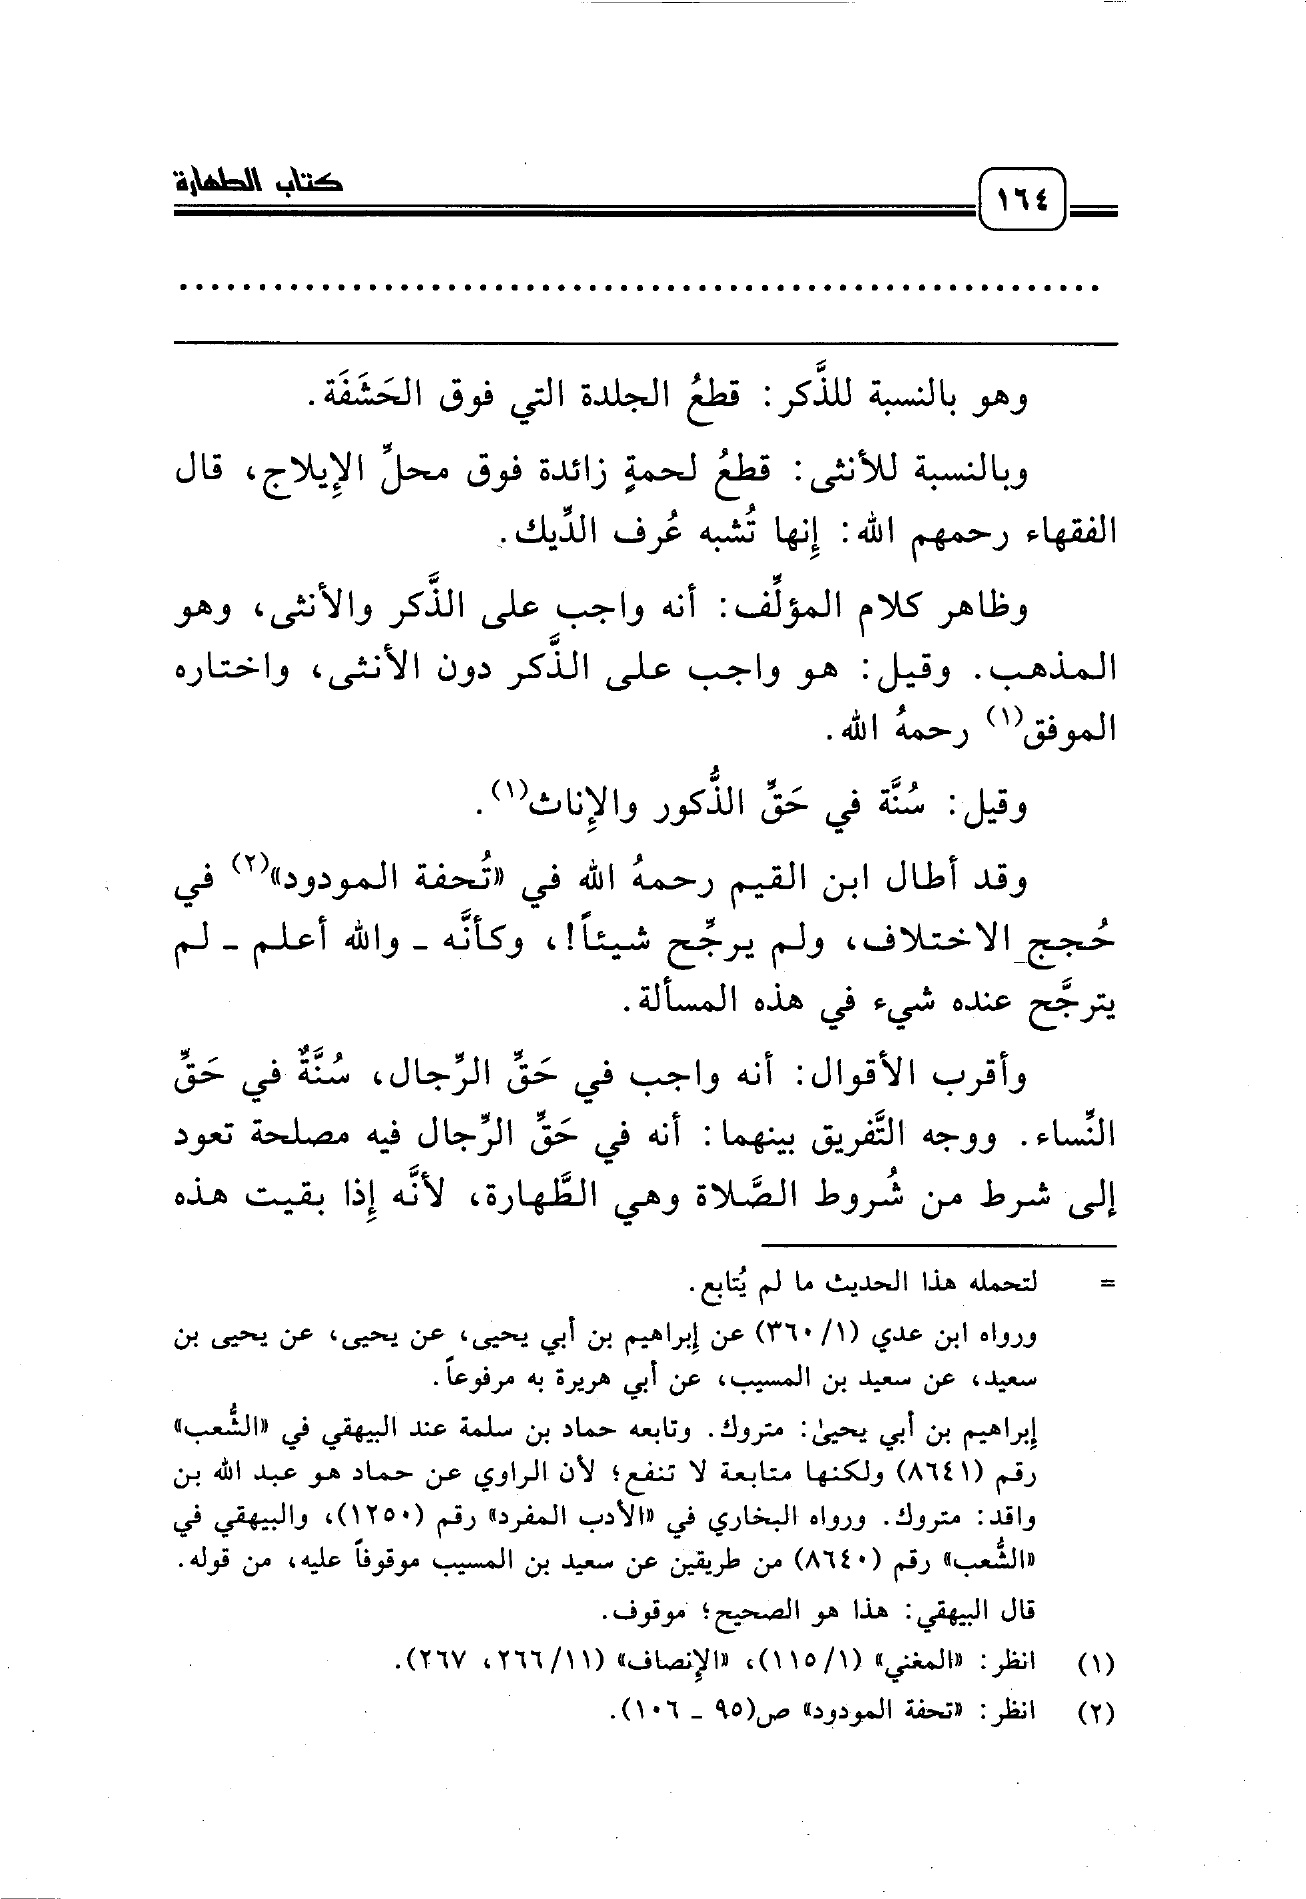 كتاب الطهارة
١٦٤
وهو بالنسبة للذَّكر: قطعُ الجلدة التي فوق الحَشَفَة.
وبالنسبة للأنثى: قطعُ لحمةٍ زائدة فوق محلِّ الإيلاج، قال
الفقهاء رحمهم الله: إنها تُشبه عُرف الدِّيك.
وظاهر كلام المؤلِّف: أنه واجب على الذَّكر والأنثى، وهو
المذهب. وقيل: هو واجب على الذَّكر دون الأنثى، واختاره
الموفق(١) رحمهُ الله.
وقيل: سُنَّة في حَقِّ الذُّكور والإناث(١).
وقد أطال ابن القيم رحمهُ الله في «تُحفة المودود»(٢) في
حُجج الاختلاف، ولم يرجِّح شيئاً!، وكأنَّه ـ والله أعلم ـ لم
يترجَّح عنده شيء في هذه المسألة.
وأقرب الأقوال: أنه واجب في حَقِّ الرِّجال، سُنَّةٌ في حَقِّ
النِّساء. ووجه التَّفريق بينهما: أنه في حَقِّ الرِّجال فيه مصلحة تعود
إلى شرط من شُروط الصَّلاة وهي الطَّهارة، لأنَّه إذا بقيت هذه
= لتحمله هذا الحديث ما لم يُتابع.
ورواه ابن عدي (١/ ٣٦٠) عن إبراهيم بن أبي يحيى، عن يحيى، عن يحيى بن
سعيد، عن سعيد بن المسيب، عن أبي هريرة به مرفوعاً.
إبراهيم بن أبي يحيىٰ: متروك. وتابعه حماد بن سلمة عند البيهقي في «الشُّعب»
رقم (٨٦٤١) ولكنها متابعة لا تنفع؛ لأن الراوي عن حماد هو عبد الله بن
واقد: متروك. ورواه البخاري في «الأدب المفرد» رقم (١٢٥٠)، والبيهقي في
«الشُّعب» رقم (٨٦٤٠) من طريقين عن سعيد بن المسيب موقوفاً عليه، من قوله.
قال البيهقي: هذا هو الصحيح؛ موقوف.
(١) انظر: «المغني» (١/ ١١٥)، «الإنصاف» (١١/ ٢٦٦، ٢٦٧).
(٢) انظر: «تحفة المودود» ص(٩٥ ـ ١٠٦).